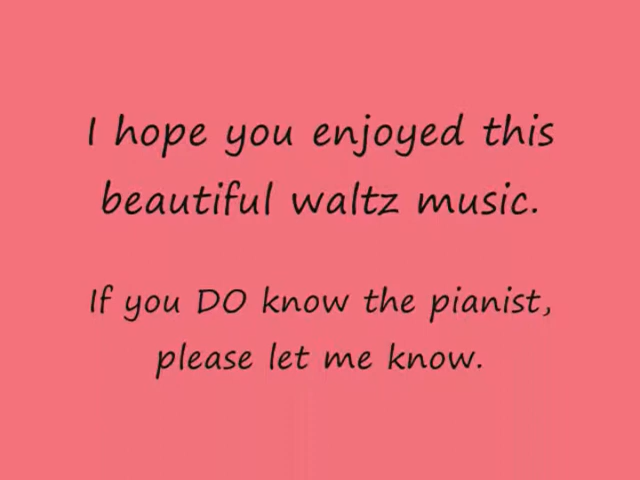 I hope you enjoyed this
beautiful waltz music.
If you DO know the pianist,
please let me know.